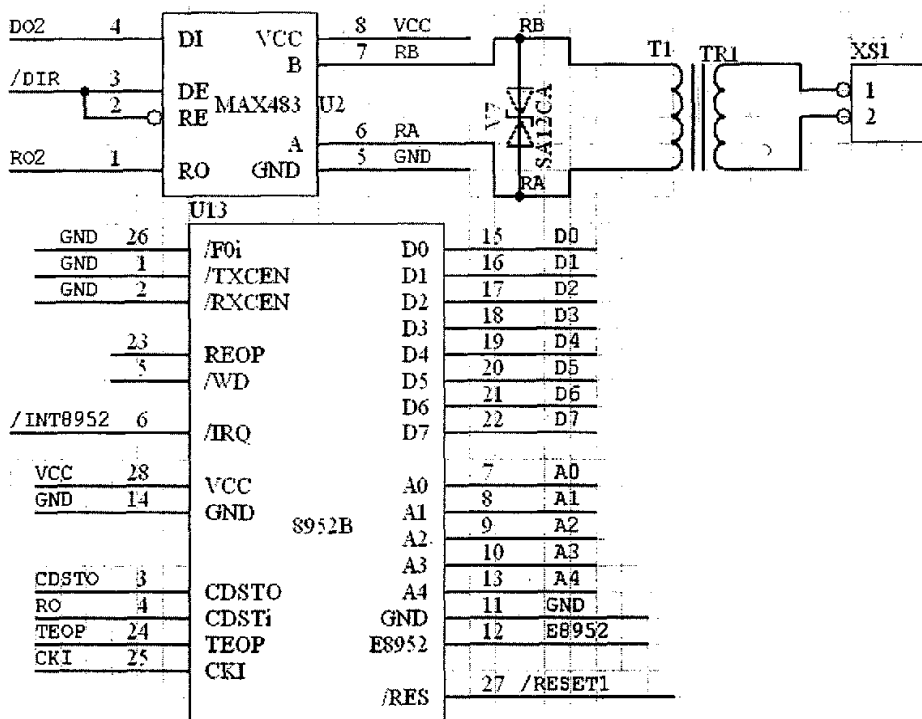 DO2 4 DI VCC 8 VCC
B 7 RB RB T1 TR1 XS1
/DIR 3 DE 1
2 RE MAX483 U2 V7 SA12CA 2
A 6 RA
RO2 1 RO GND 5 GND RA
U13
GND 26 /F0i D0 15 D0
GND 1 /TXCEN D1 16 D1
GND 2 /RXCEN D2 17 D2
D3 18 D3
23 REOP D4 19 D4
5 /WD D5 20 D5
D6 21 D6
/INT8952 6 /IRQ D7 22 D7
VCC 28 VCC A0 7 A0
GND 14 GND A1 8 A1
8952B A2 9 A2
A3 10 A3
CDSTO 3 CDSTO A4 13 A4
RO 4 CDSTi GND 11 GND
TEOP 24 TEOP E8952 12 E8952
CKI 25 CKI
/RES 27 /RESET1